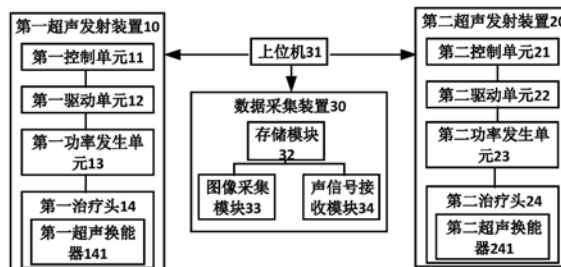 第一超声发射装置10
第一控制单元11
第一驱动单元12
第一功率发生单
元13
第一治疗头14
第一超声换能
器141
上位机31
数据采集装置30
存储模块
32
图像采集
模块33
声信号接
收模块34
第二超声发射装置20
第二控制单元21
第二驱动单元22
第二功率发生单
元23
第二治疗头24
第二超声换能
器241